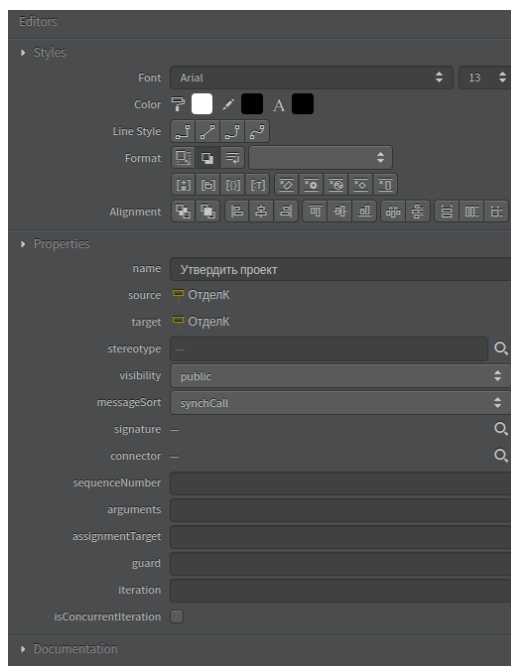 Editors
Styles
Font Arial 13
Color A
Line Style
Format
Alignment
Properties
name Утвердить проект
source ОтделК
target ОтделК
stereotype —
visibility public
messageSort synchCall
signature —
connector —
sequenceNumber
arguments
assignmentTarget
guard
iteration
isConcurrentIteration
Documentation